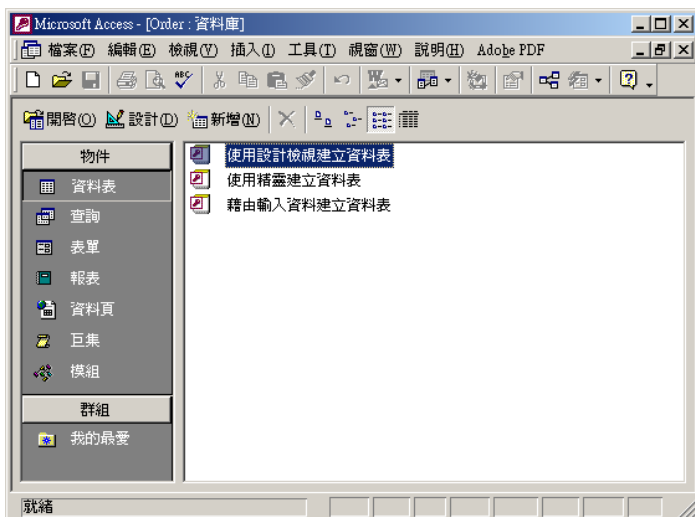 Microsoft Access - [Order : 資料庫]
檔案(F) 編輯(E) 檢視(V) 插入(I) 工具(T) 視窗(W) 說明(H) Adobe PDF
開啓(O) 設計(D) 新增(N)
物件
資料表
查詢
表單
報表
資料頁
巨集
模組
群組
我的最愛
使用設計檢視建立資料表
使用精靈建立資料表
藉由輸入資料建立資料表
就緒